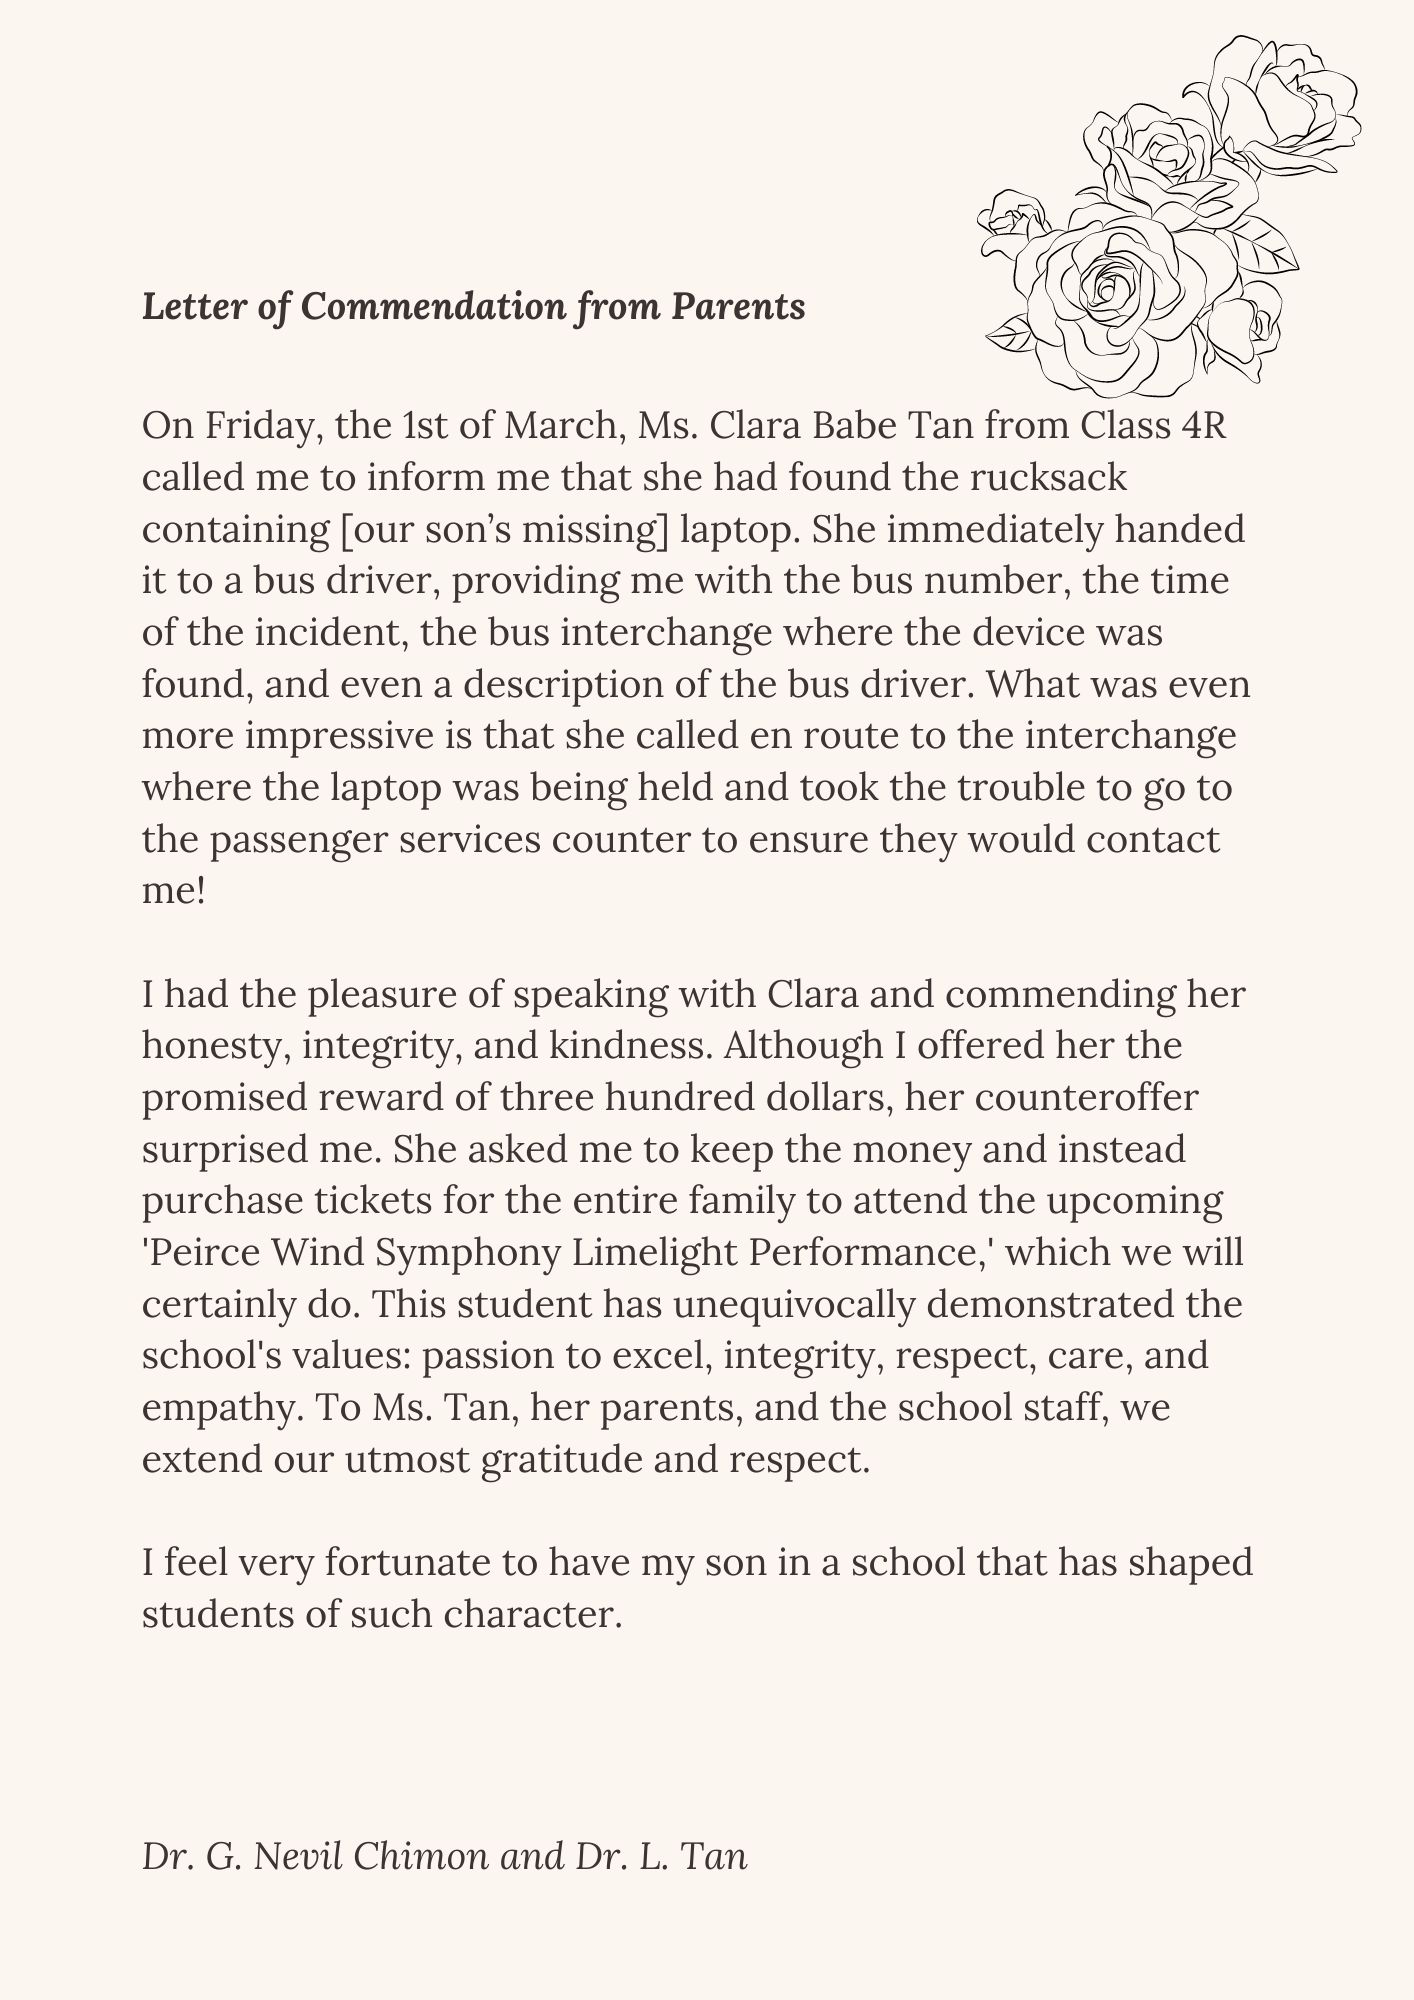 Letter of Commendation from Parents
On Friday, the 1st of March, Ms. Clara Babe Tan from Class 4R
called me to inform me that she had found the rucksack
containing [our son’s missing] laptop. She immediately handed
it to a bus driver, providing me with the bus number, the time
of the incident, the bus interchange where the device was
found, and even a description of the bus driver. What was even
more impressive is that she called en route to the interchange
where the laptop was being held and took the trouble to go to
the passenger services counter to ensure they would contact
me!
I had the pleasure of speaking with Clara and commending her
honesty, integrity, and kindness. Although I offered her the
promised reward of three hundred dollars, her counteroffer
surprised me. She asked me to keep the money and instead
purchase tickets for the entire family to attend the upcoming
'Peirce Wind Symphony Limelight Performance,' which we will
certainly do. This student has unequivocally demonstrated the
school's values: passion to excel, integrity, respect, care, and
empathy. To Ms. Tan, her parents, and the school staff, we
extend our utmost gratitude and respect.
I feel very fortunate to have my son in a school that has shaped
students of such character.
Dr. G. Nevil Chimon and Dr. L. Tan